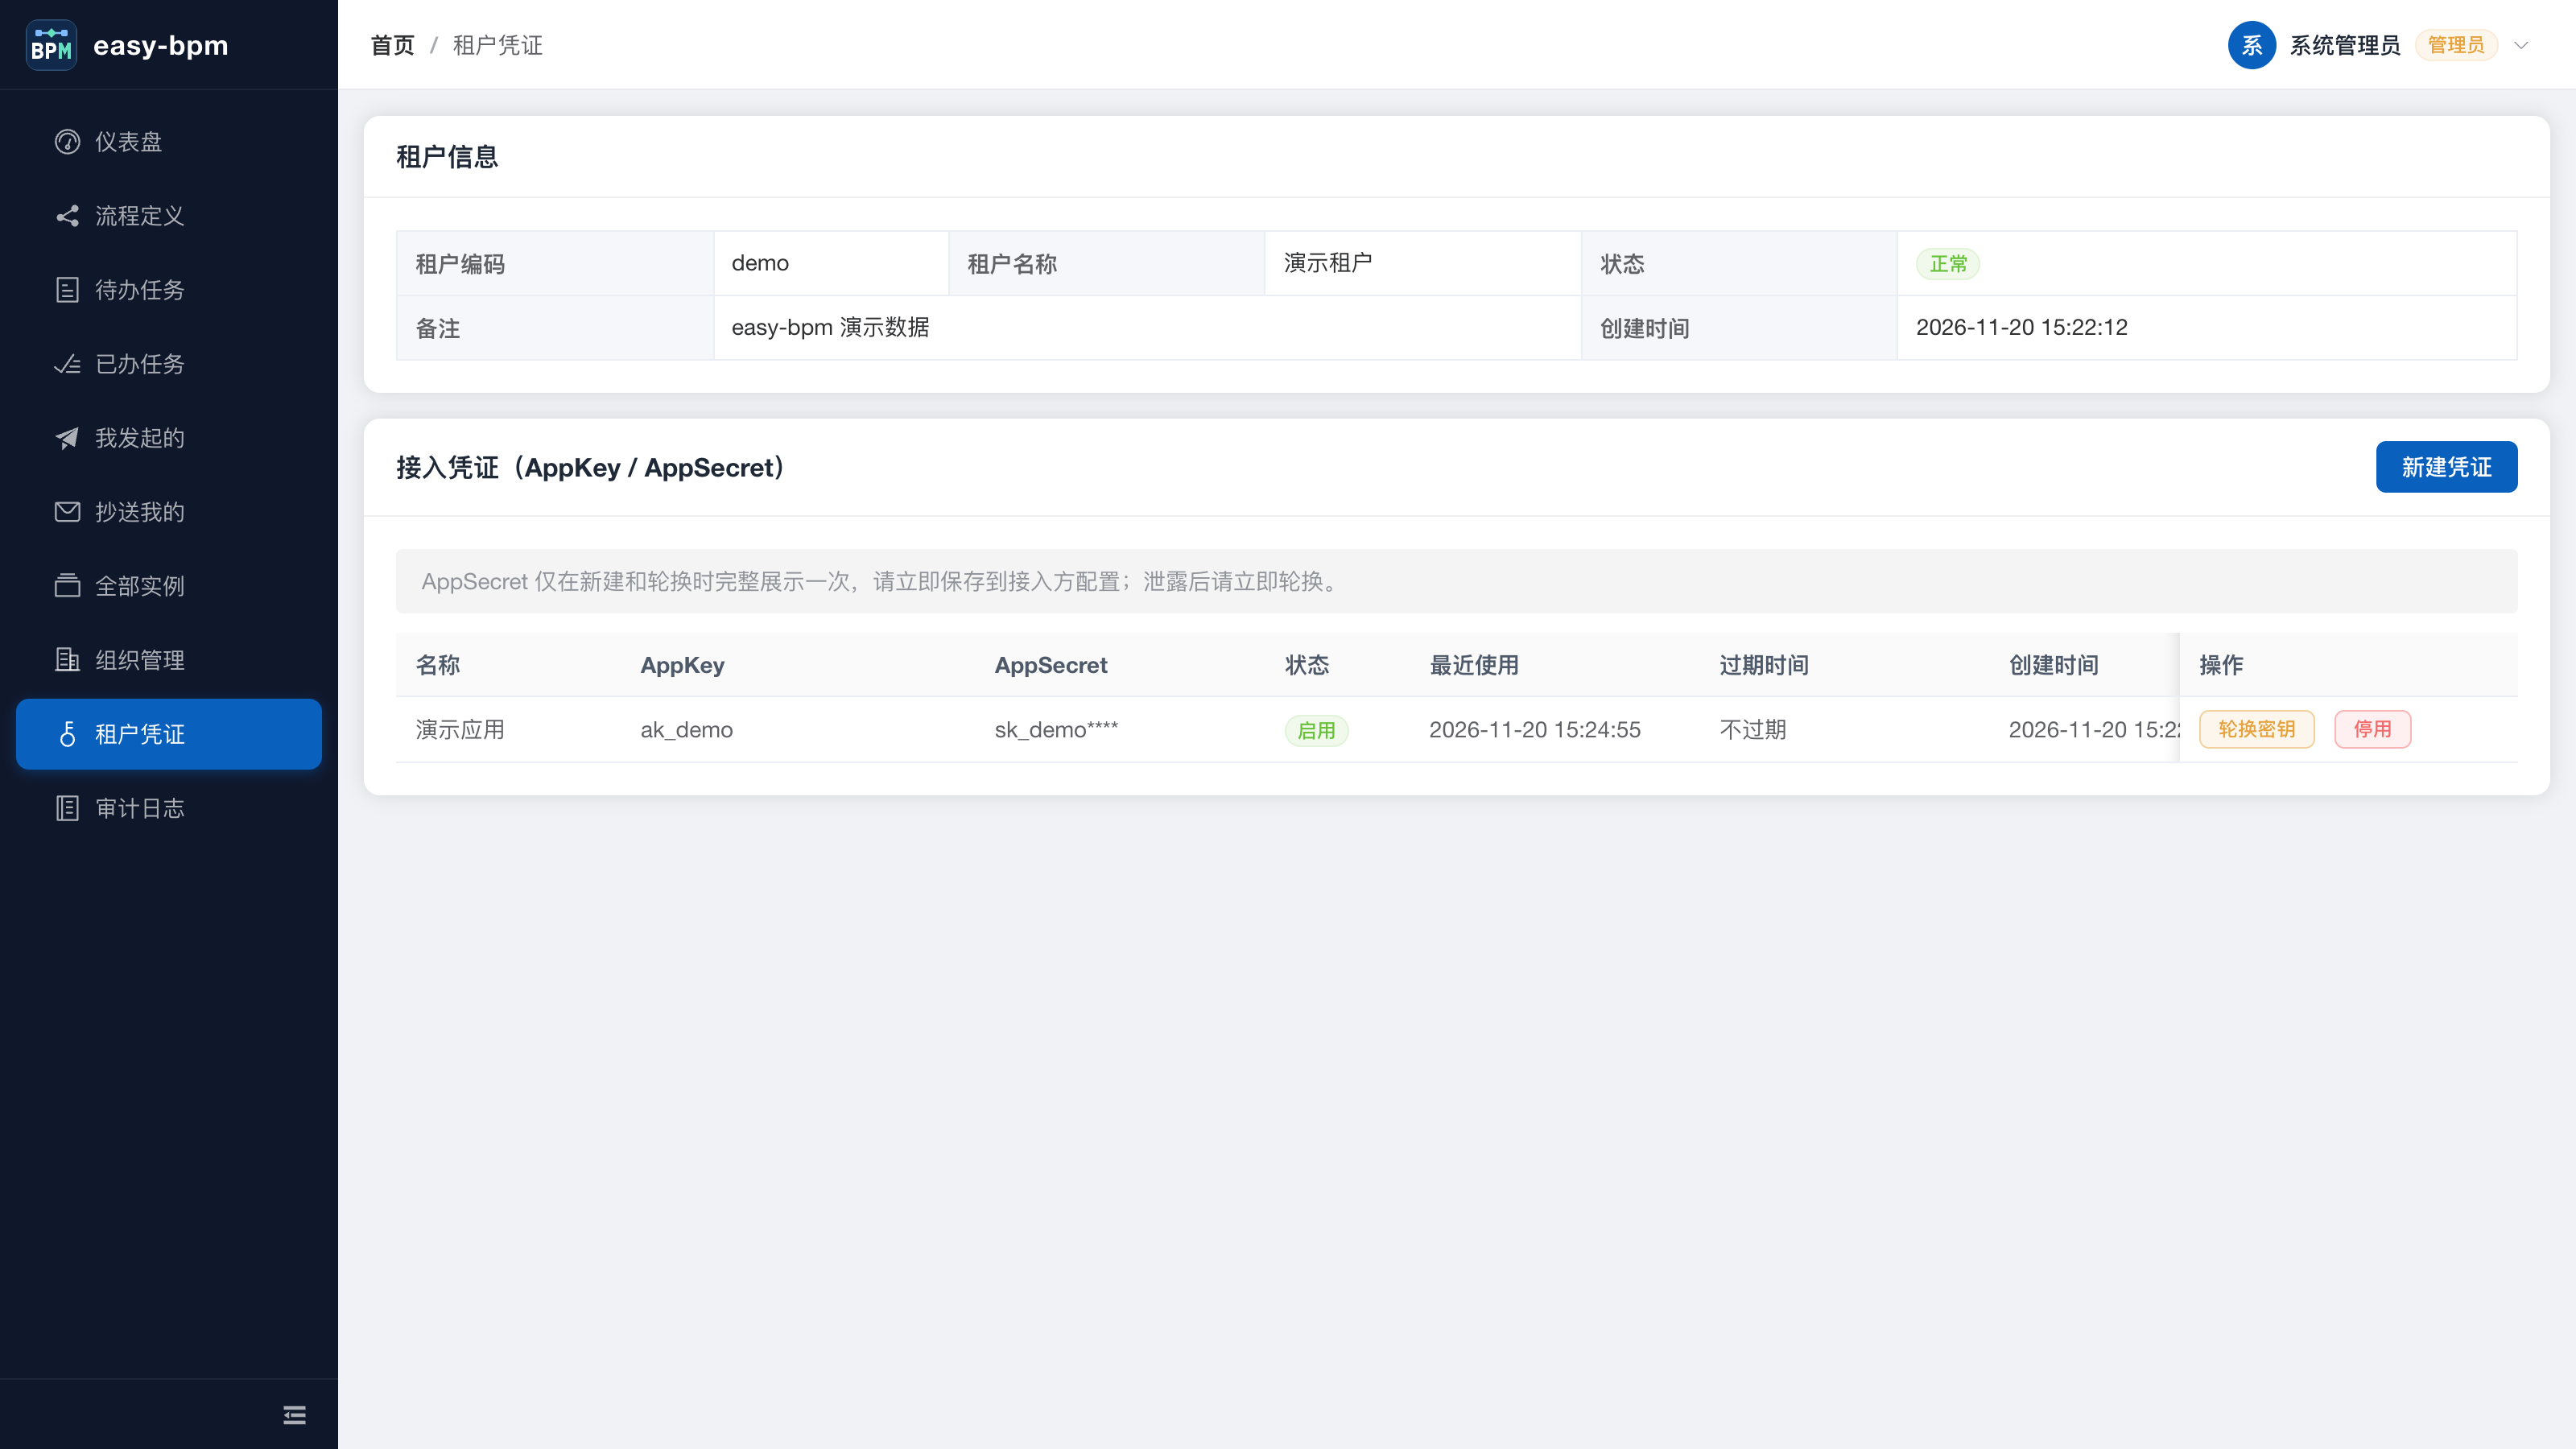 BPM easy-bpm
首页 / 租户凭证
系 系统管理员 管理员
仪表盘
流程定义
待办任务
已办任务
我发起的
抄送我的
全部实例
组织管理
租户凭证
审计日志
租户信息
租户编码 demo 租户名称 演示租户 状态 正常
备注 easy-bpm 演示数据 创建时间 2026-11-20 15:22:12
接入凭证（AppKey / AppSecret） 新建凭证
AppSecret 仅在新建和轮换时完整展示一次，请立即保存到接入方配置；泄露后请立即轮换。
名称 AppKey AppSecret 状态 最近使用 过期时间 创建时间 操作
演示应用 ak_demo sk_demo**** 启用 2026-11-20 15:24:55 不过期 2026-11-20 15:22 轮换密钥 停用